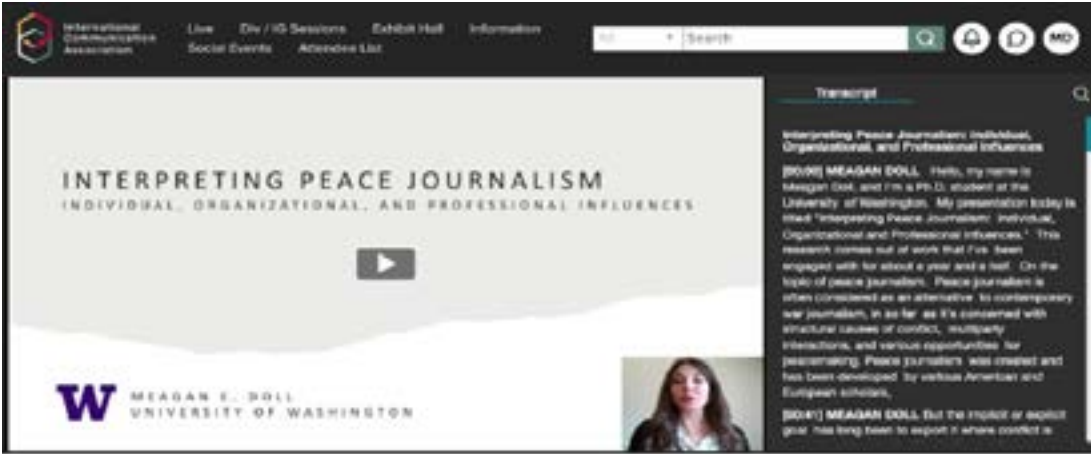 International
Communication
Association
Live Div / IG Sessions Exhibit Hall Information
Social Events Attendee List
All Search
MD
INTERPRETING PEACE JOURNALISM
INDIVIDUAL, ORGANIZATIONAL, AND PROFESSIONAL INFLUENCES
W MEAGAN E. DOLL
UNIVERSITY OF WASHINGTON
Transcript
Interpreting Peace Journalism: Individual,
Organizational, and Professional Influences
[00:00] MEAGAN DOLL Hello, my name is
Meagan Doll, and I'm a Ph.D. student at the
University of Washington. My presentation today is
titled "Interpreting Peace Journalism: Individual,
Organizational and Professional Influences." This
research comes out of work that I've been
engaged with for about a year and a half. On the
topic of peace journalism. Peace journalism is
often considered as an alternative to contemporary
war journalism, in so far as it's concerned with
structural causes of conflict, multiparty
interactions, and various opportunities for
peacemaking. Peace journalism was created and
has been developed by various American and
European scholars,
[00:41] MEAGAN DOLL But the implicit or explicit
goal has long been to export it where conflict is